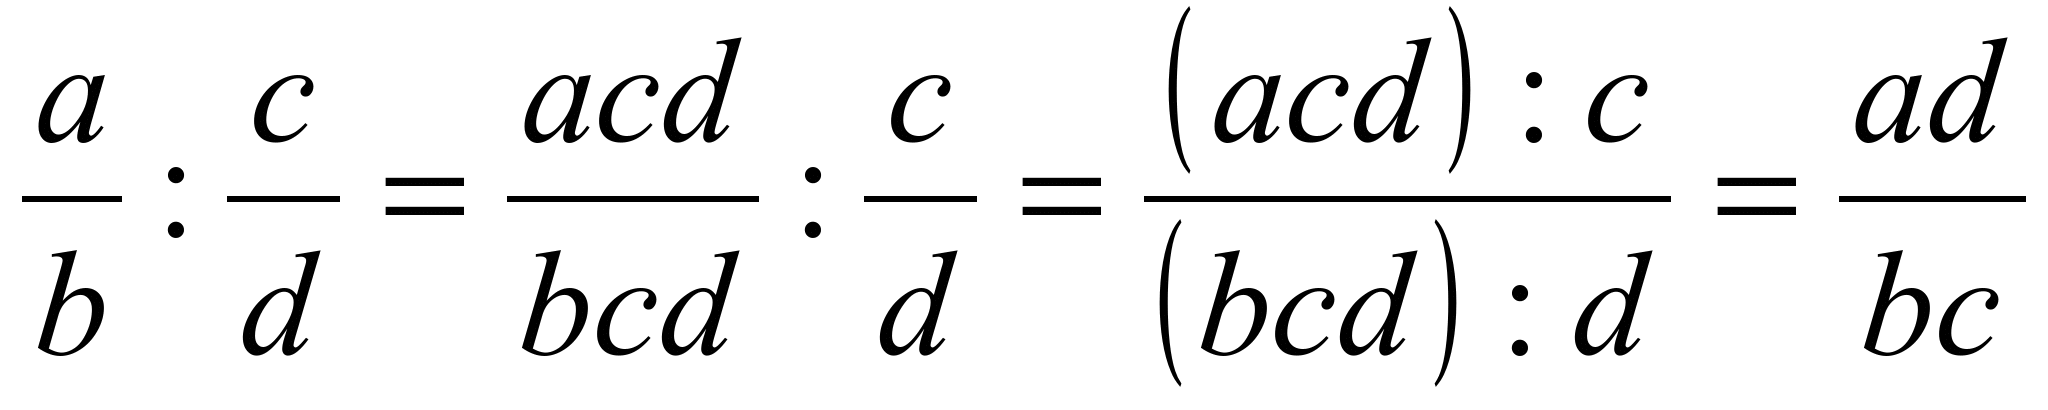 a/b : c/d = acd/bcd : c/d = (acd) : c/(bcd) : d = ad/bc